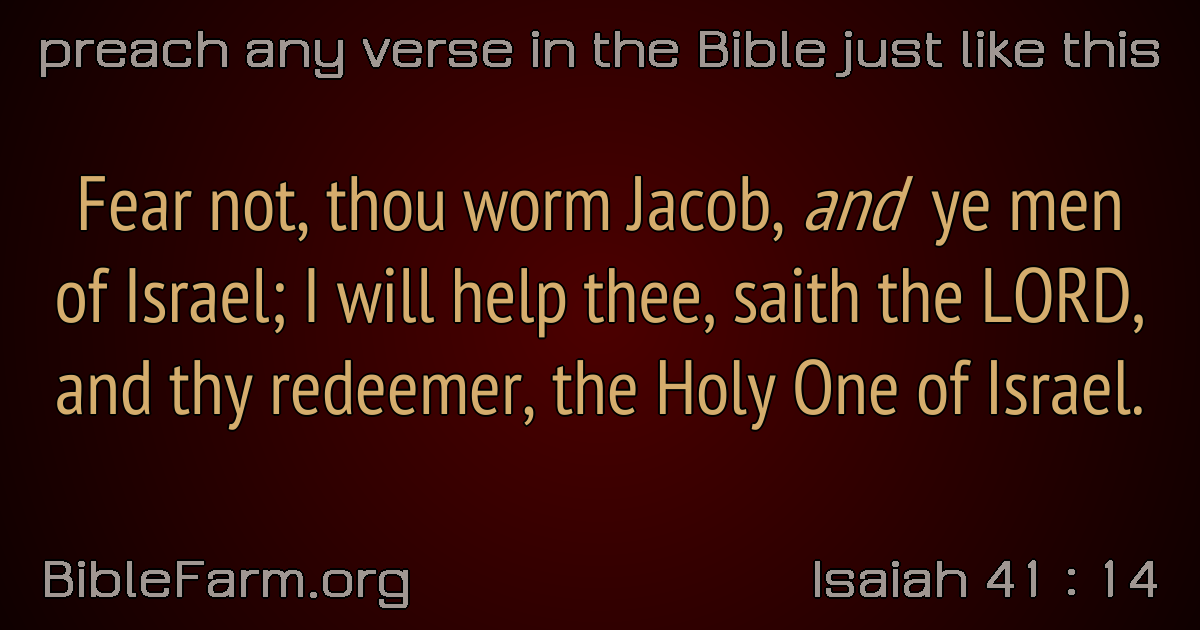 preach any verse in the Bible just like this
Fear not, thou worm Jacob, and ye men
of Israel; I will help thee, saith the LORD,
and thy redeemer, the Holy One of Israel.
BibleFarm.org
Isaiah 41 : 14